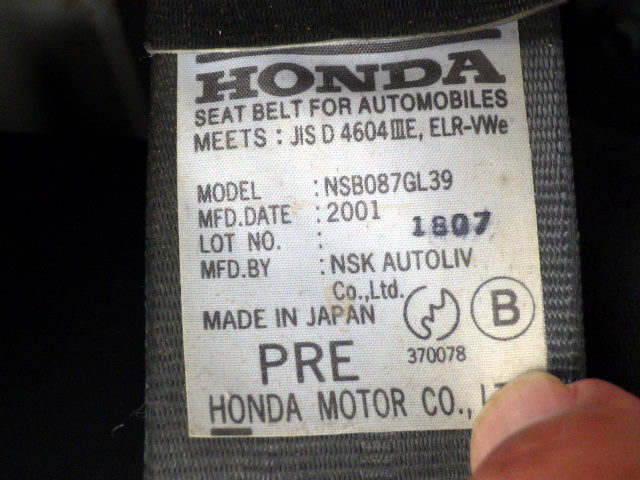 HONDA
SEAT BELT FOR AUTOMOBILES
MEETS : JIS D 4604ⅢE, ELR-VWe
MODEL : NSB087GL39
MFD.DATE : 2001
LOT NO. : 1807
MFD.BY : NSK AUTOLIV
Co.,Ltd.
MADE IN JAPAN
B
370078
PRE
HONDA MOTOR CO.,